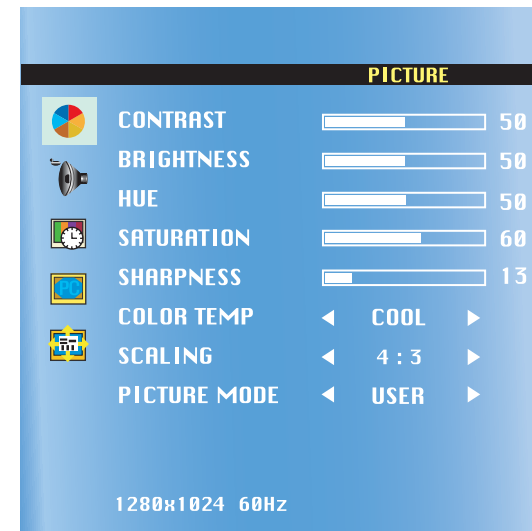 PICTURE
CONTRAST 50
BRIGHTNESS 50
HUE 50
SATURATION 60
SHARPNESS 13
COLOR TEMP COOL
SCALING 4:3
PICTURE MODE USER
PC
1280x1024 60Hz